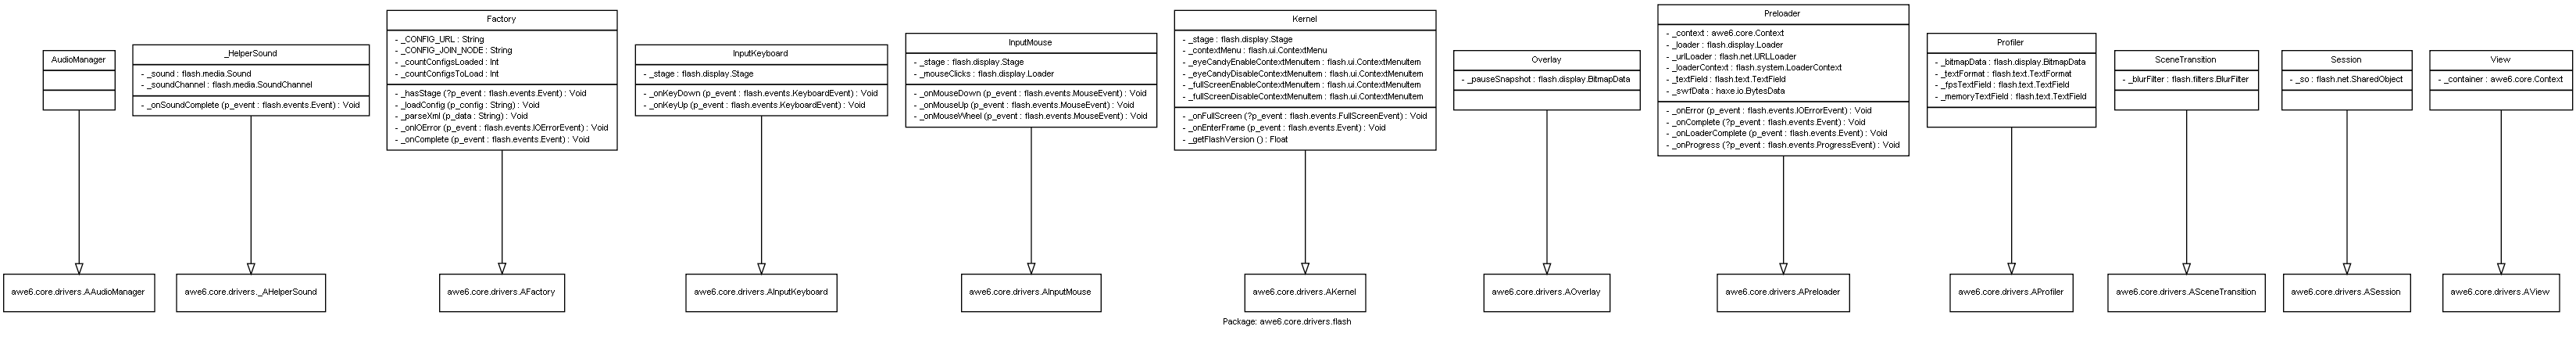 AudioManager
_HelperSound
- _sound : flash.media.Sound
- _soundChannel : flash.media.SoundChannel
- _onSoundComplete (p_event : flash.events.Event) : Void
Factory
- _CONFIG_URL : String
- _CONFIG_JOIN_NODE : String
- _countConfigsLoaded : Int
- _countConfigsToLoad : Int
- _hasStage (?p_event : flash.events.Event) : Void
- _loadConfig (p_config : String) : Void
- _parseXml (p_data : String) : Void
- _onIOError (p_event : flash.events.IOErrorEvent) : Void
- _onComplete (p_event : flash.events.Event) : Void
InputKeyboard
- _stage : flash.display.Stage
- _onKeyDown (p_event : flash.events.KeyboardEvent) : Void
- _onKeyUp (p_event : flash.events.KeyboardEvent) : Void
InputMouse
- _stage : flash.display.Stage
- _mouseClicks : flash.display.Loader
- _onMouseDown (p_event : flash.events.MouseEvent) : Void
- _onMouseUp (p_event : flash.events.MouseEvent) : Void
- _onMouseWheel (p_event : flash.events.MouseEvent) : Void
Kernel
- _stage : flash.display.Stage
- _contextMenu : flash.ui.ContextMenu
- _eyeCandyEnableContextMenuItem : flash.ui.ContextMenuItem
- _eyeCandyDisableContextMenuItem : flash.ui.ContextMenuItem
- _fullScreenEnableContextMenuItem : flash.ui.ContextMenuItem
- _fullScreenDisableContextMenuItem : flash.ui.ContextMenuItem
- _onFullScreen (?p_event : flash.events.FullScreenEvent) : Void
- _onEnterFrame (p_event : flash.events.Event) : Void
- _getFlashVersion () : Float
Overlay
- _pauseSnapshot : flash.display.BitmapData
Preloader
- _context : awe6.core.Context
- _loader : flash.display.Loader
- _urlLoader : flash.net.URLLoader
- _loaderContext : flash.system.LoaderContext
- _textField : flash.text.TextField
- _swfData : haxe.io.BytesData
- _onError (p_event : flash.events.IOErrorEvent) : Void
- _onComplete (?p_event : flash.events.Event) : Void
- _onLoaderComplete (p_event : flash.events.Event) : Void
- _onProgress (?p_event : flash.events.ProgressEvent) : Void
Profiler
- _bitmapData : flash.display.BitmapData
- _textFormat : flash.text.TextFormat
- _fpsTextField : flash.text.TextField
- _memoryTextField : flash.text.TextField
SceneTransition
- _blurFilter : flash.filters.BlurFilter
Session
- _so : flash.net.SharedObject
View
- _container : awe6.core.Context
awe6.core.drivers.AAudioManager
awe6.core.drivers._AHelperSound
awe6.core.drivers.AFactory
awe6.core.drivers.AInputKeyboard
awe6.core.drivers.AInputMouse
awe6.core.drivers.AKernel
awe6.core.drivers.AOverlay
awe6.core.drivers.APreloader
awe6.core.drivers.AProfiler
awe6.core.drivers.ASceneTransition
awe6.core.drivers.ASession
awe6.core.drivers.AView
Package: awe6.core.drivers.flash